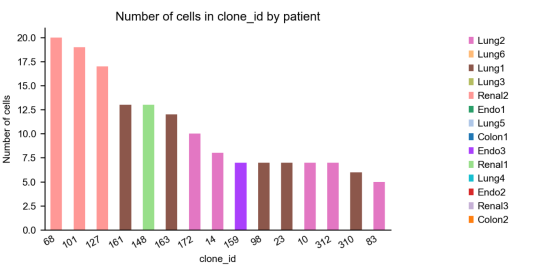 Number of cells in clone_id by patient
Number of cells
20.0
17.5
15.0
12.5
10.0
7.5
5.0
2.5
0.0
68 101 127 161 148 163 172 14 159 98 23 10 312 310 83
clone_id
Lung2
Lung6
Lung1
Lung3
Renal2
Endo1
Lung5
Colon1
Endo3
Renal1
Lung4
Endo2
Renal3
Colon2